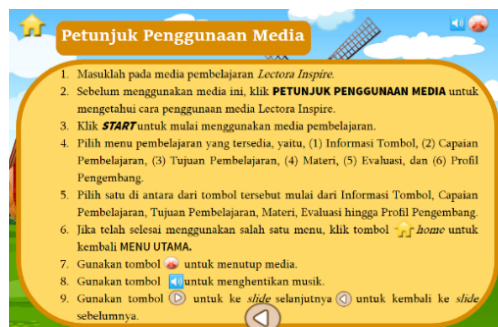 Petunjuk Penggunaan Media
1. Masuklah pada media pembelajaran Lectora Inspire.
2. Sebelum menggunakan media ini, klik PETUNJUK PENGGUNAAN MEDIA untuk
mengetahui cara penggunaan media Lectora Inspire.
3. Klik START untuk mulai menggunakan media pembelajaran.
4. Pilih menu pembelajaran yang tersedia, yaitu, (1) Informasi Tombol, (2) Capaian
Pembelajaran, (3) Tujuan Pembelajaran, (4) Materi, (5) Evaluasi, dan (6) Profil
Pengembang.
5. Pilih satu di antara dari tombol tersebut mulai dari Informasi Tombol, Capaian
Pembelajaran, Tujuan Pembelajaran, Materi, Evaluasi hingga Profil Pengembang.
6. Jika telah selesai menggunakan salah satu menu, klik tombol home untuk
kembali MENU UTAMA.
7. Gunakan tombol untuk menutup media.
8. Gunakan tombol untuk menghentikan musik.
9. Gunakan tombol untuk ke slide selanjutnya untuk kembali ke slide
sebelumnya.